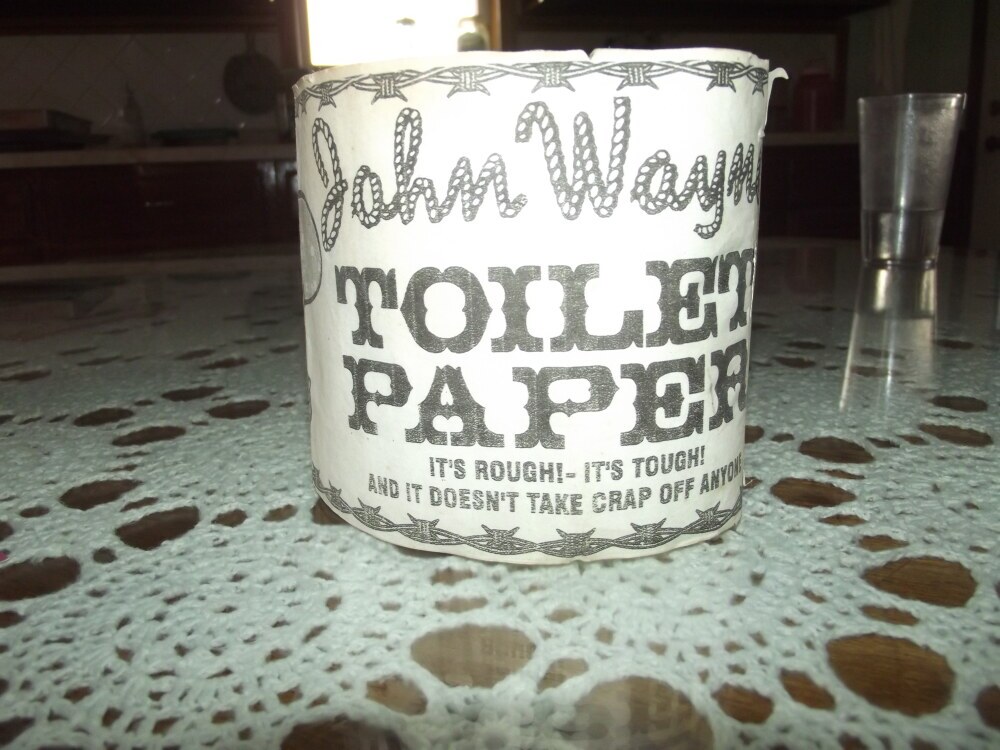 John Wayne
TOILET
PAPER
IT'S ROUGH!- IT'S TOUGH!
AND IT DOESN'T TAKE CRAP OFF ANYONE